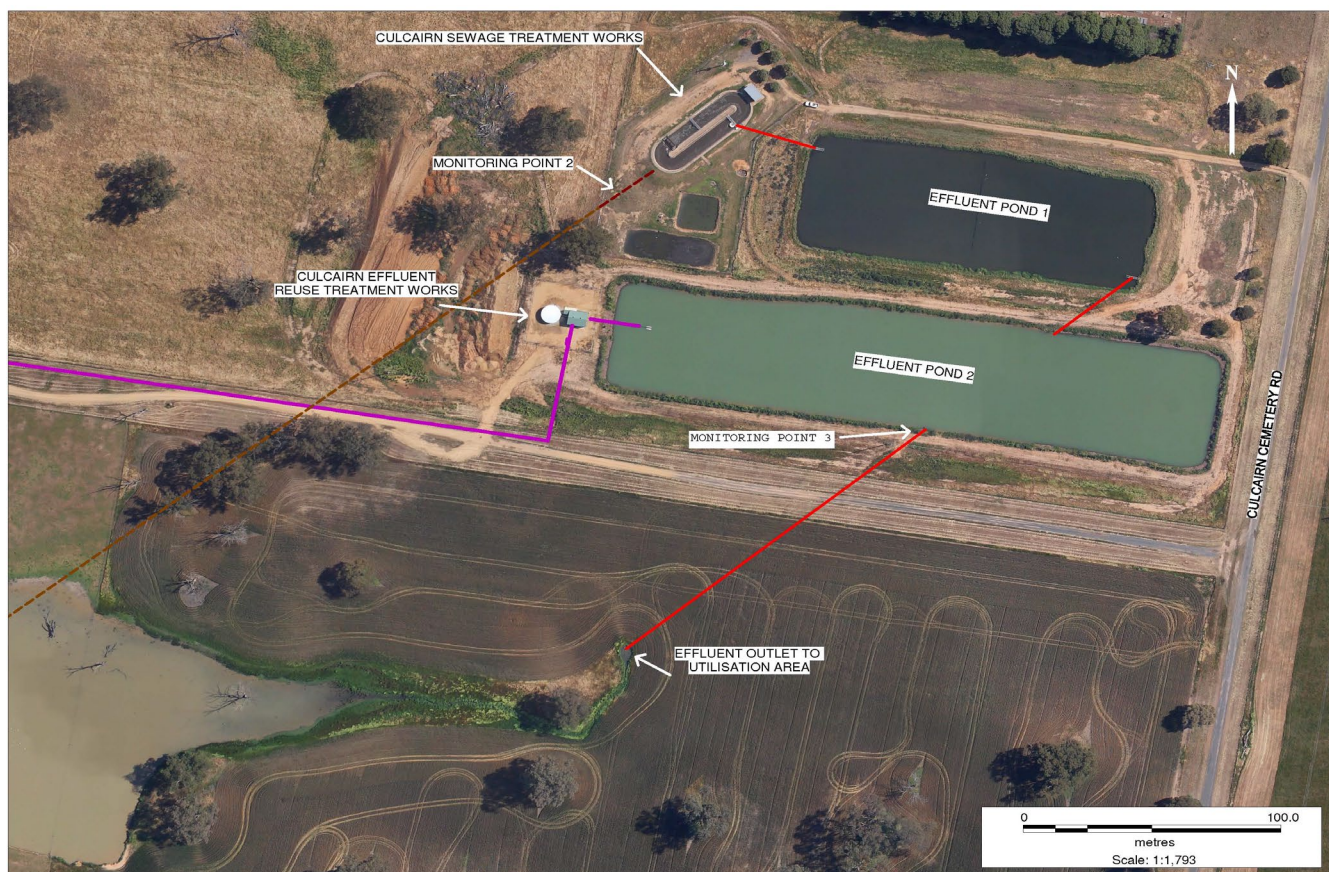 CULCAIRN SEWAGE TREATMENT WORKS
N
MONITORING POINT 2
EFFLUENT POND 1
CULCAIRN EFFLUENT
REUSE TREATMENT WORKS
EFFLUENT POND 2
MONITORING POINT 3
CULCAIRN CEMETERY RD
EFFLUENT OUTLET TO
UTILISATION AREA
0 100.0
metres
Scale: 1:1,793